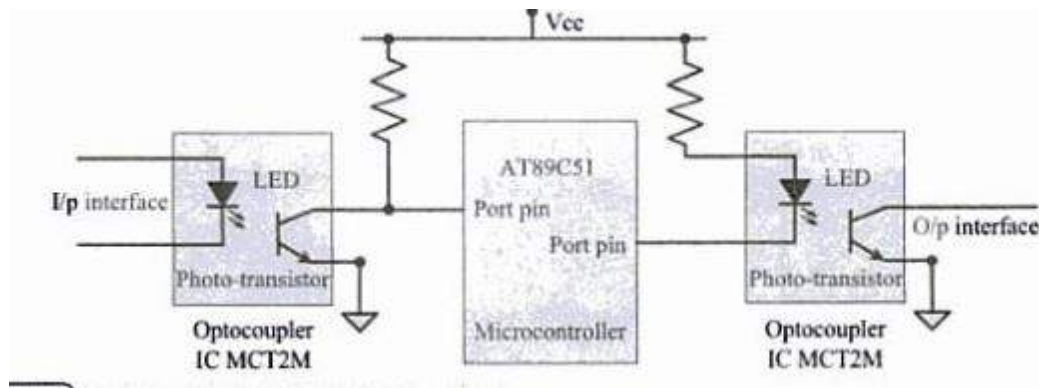 Vcc
AT89C51
LED
LED
I/p interface
Port pin
O/p interface
Port pin
Photo-transistor
Photo-transistor
Optocoupler
IC MCT2M
Microcontroller
Optocoupler
IC MCT2M